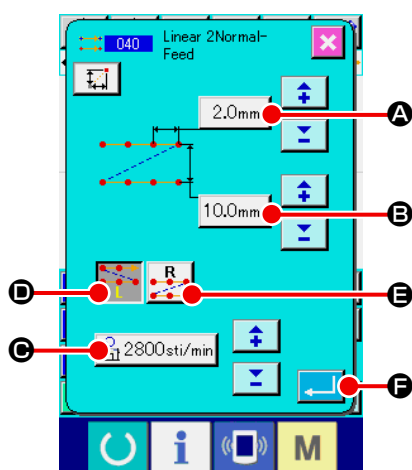 040 Linear 2Normal-
Feed
2.0mm
A
10.0mm
B
D
L
R
E
C
2800sti/min
F
i
M